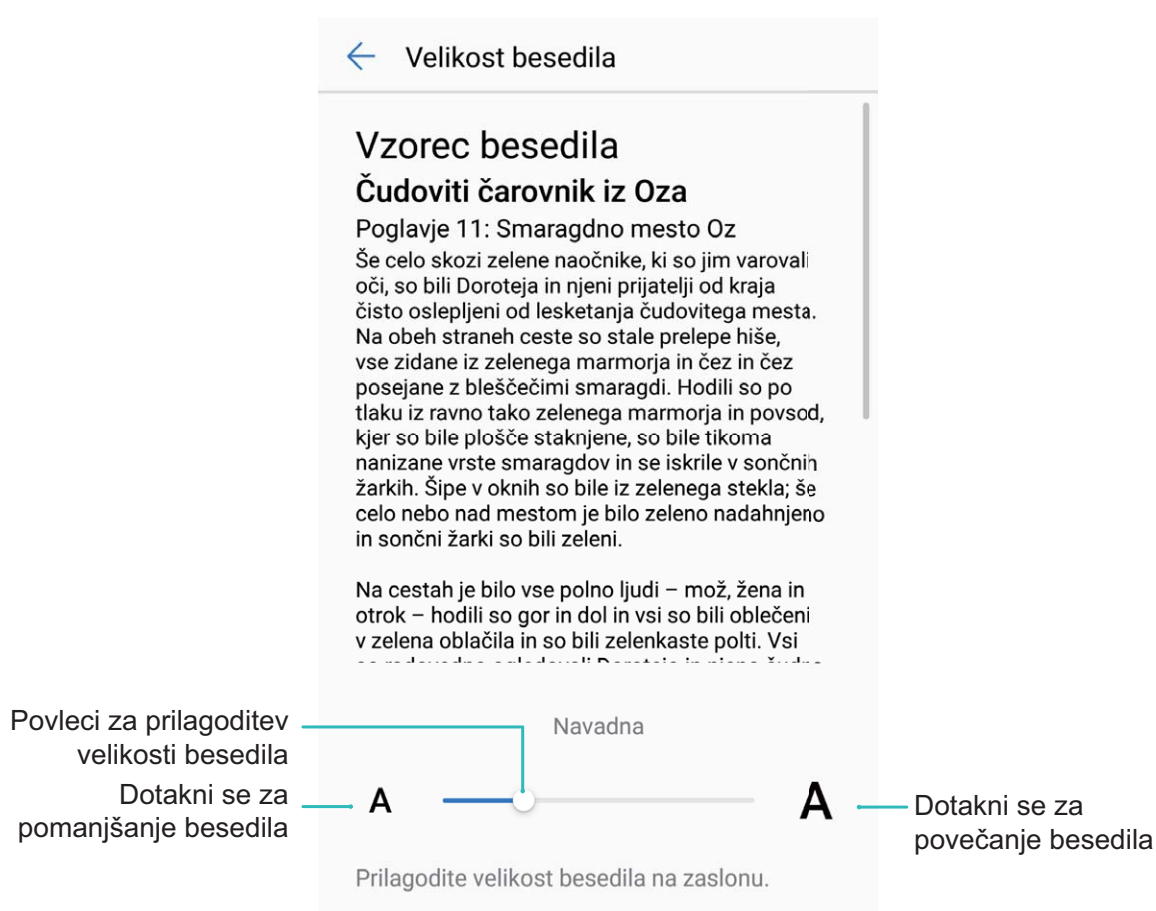 Velikost besedila
Vzorec besedila
Čudoviti čarovnik iz Oza
Poglavje 11: Smaragdno mesto Oz
Še celo skozi zelene naočnike, ki so jim varovali
oči, so bili Doroteja in njeni prijatelji od kraja
čisto oslepljeni od lesketanja čudovitega mesta.
Na obeh straneh ceste so stale prelepe hiše,
vse zidane iz zelenega marmorja in čez in čez
posejane z bleščečimi smaragdi. Hodili so po
tlaku iz ravno tako zelenega marmorja in povsod,
kjer so bile plošče staknjene, so bile tikoma
nanizane vrste smaragdov in se iskrile v sončnih
žarkih. Šipe v oknih so bile iz zelenega stekla; še
celo nebo nad mestom je bilo zeleno nadahnjeno
in sončni žarki so bili zeleni.
Na cestah je bilo vse polno ljudi – mož, žena in
otrok – hodili so gor in dol in vsi so bili oblečeni
v zelena oblačila in so bili zelenkaste polti. Vsi
Navadna
Povleci za prilagoditev
velikosti besedila
Dotakni se za
pomanjšanje besedila
A
A
Dotakni se za
povečanje besedila
Prilagodite velikost besedila na zaslonu.